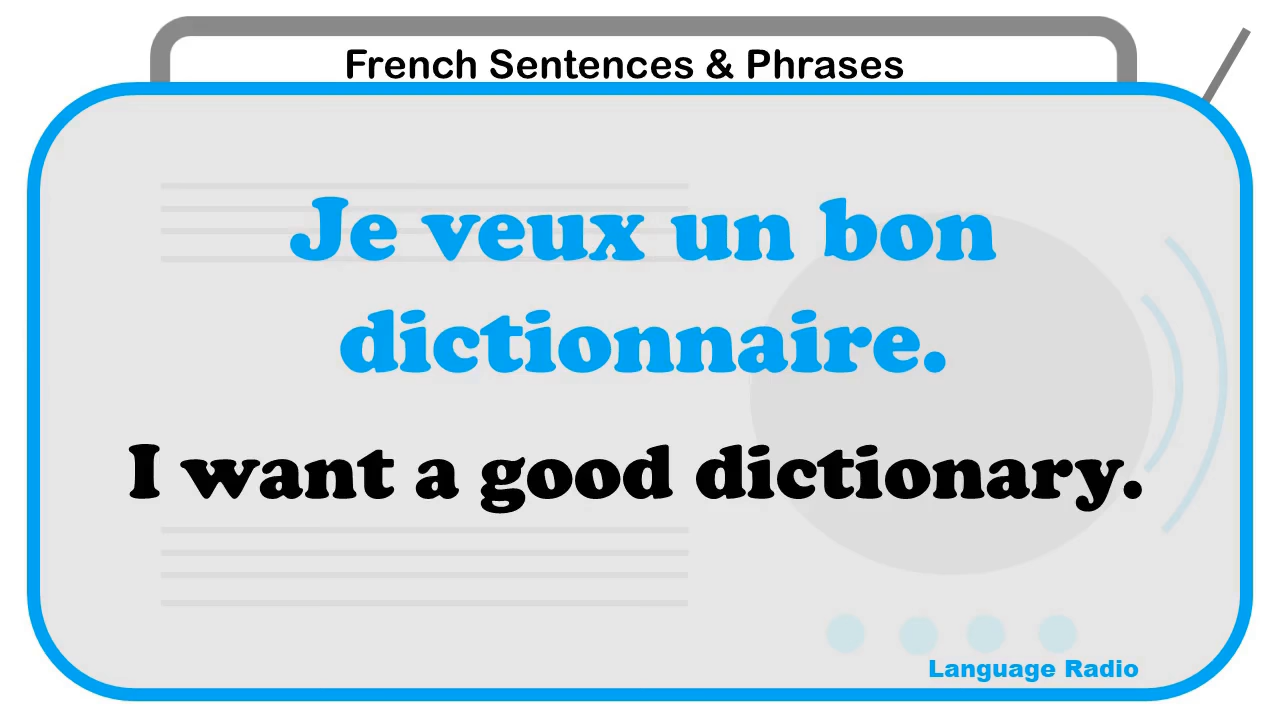 French Sentences & Phrases
Je veux un bon
dictionnaire.
I want a good dictionary.
Language Radio